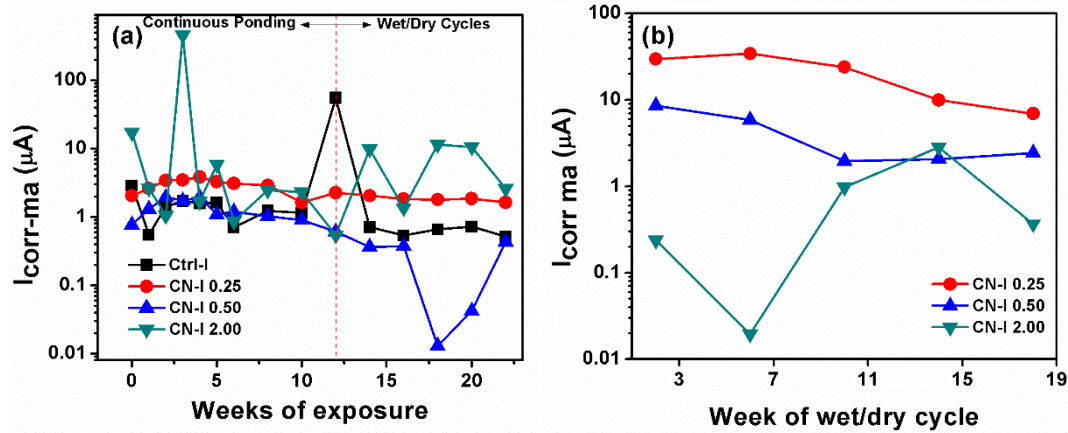 (a)
Continuous Ponding
Wet/Dry Cycles
I corr-ma (μA)
100
10
1
0.1
0.01
Ctrl-I
CN-I 0.25
CN-I 0.50
CN-I 2.00
0 5 10 15 20
Weeks of exposure
(b)
I corr ma (μA)
100
10
1
0.1
0.01
CN-I 0.25
CN-I 0.50
CN-I 2.00
3 7 11 15 19
Week of wet/dry cycle